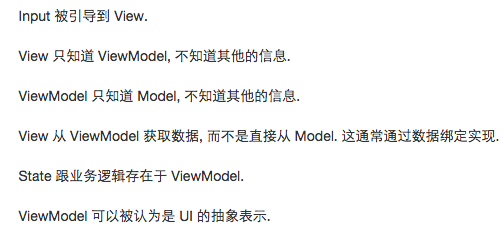 Input 被引导到 View.
View 只知道 ViewModel, 不知道其他的信息.
ViewModel 只知道 Model, 不知道其他的信息.
View 从 ViewModel 获取数据, 而不是直接从 Model. 这通常通过数据绑定实现.
State 跟业务逻辑存在于 ViewModel.
ViewModel 可以被认为是 UI 的抽象表示.